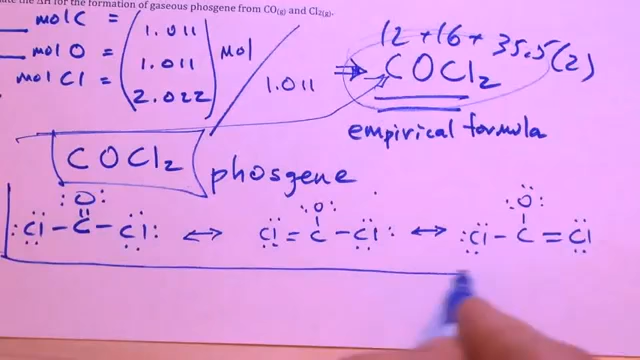 ate the ΔH for the formation of gaseous phosgene from CO(g) and Cl2(g).
mol C = 1.011
mol O = 1.011 mol
mol Cl = 2.022
1.011
12 + 16 + 35.5(2)
COCl2
empirical formula
COCl2
phosgene
:O:
:Cl - C - Cl: ↔ Cl = C - Cl: ↔ :Cl - C = Cl
:O:
:O: